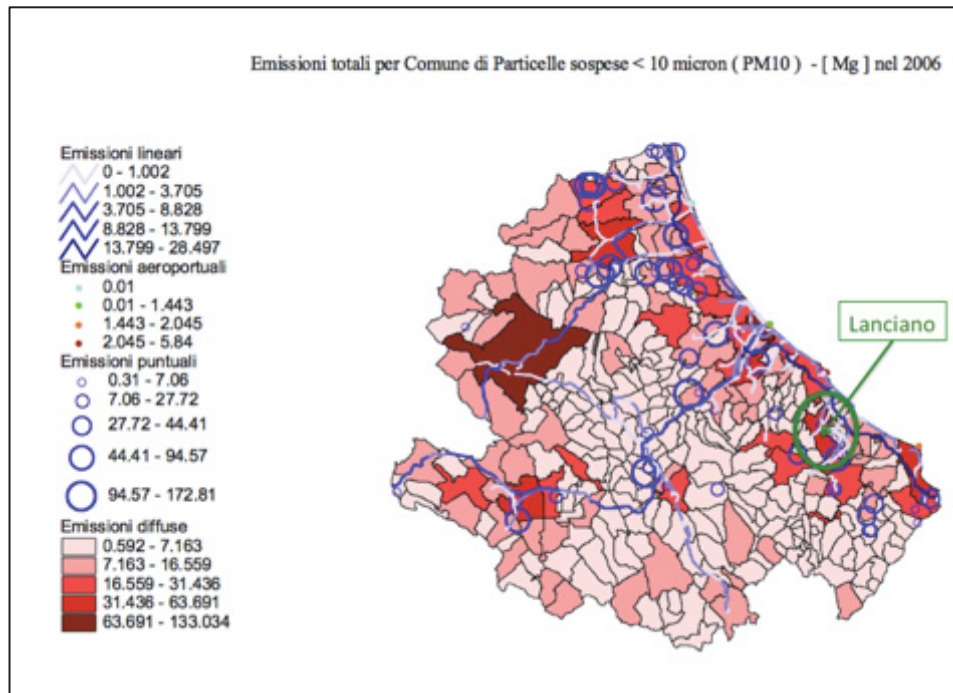 Emissioni totali per Comune di Particelle sospese < 10 micron ( PM10 ) - [ Mg ] nel 2006
Emissioni lineari
0 - 1.002
1.002 - 3.705
3.705 - 8.828
8.828 - 13.799
13.799 - 28.497
Emissioni aeroportuali
0.01
0.01 - 1.443
1.443 - 2.045
2.045 - 5.84
Emissioni puntuali
0.31 - 7.06
7.06 - 27.72
27.72 - 44.41
44.41 - 94.57
94.57 - 172.81
Emissioni diffuse
0.592 - 7.163
7.163 - 16.559
16.559 - 31.436
31.436 - 63.691
63.691 - 133.034
Lanciano